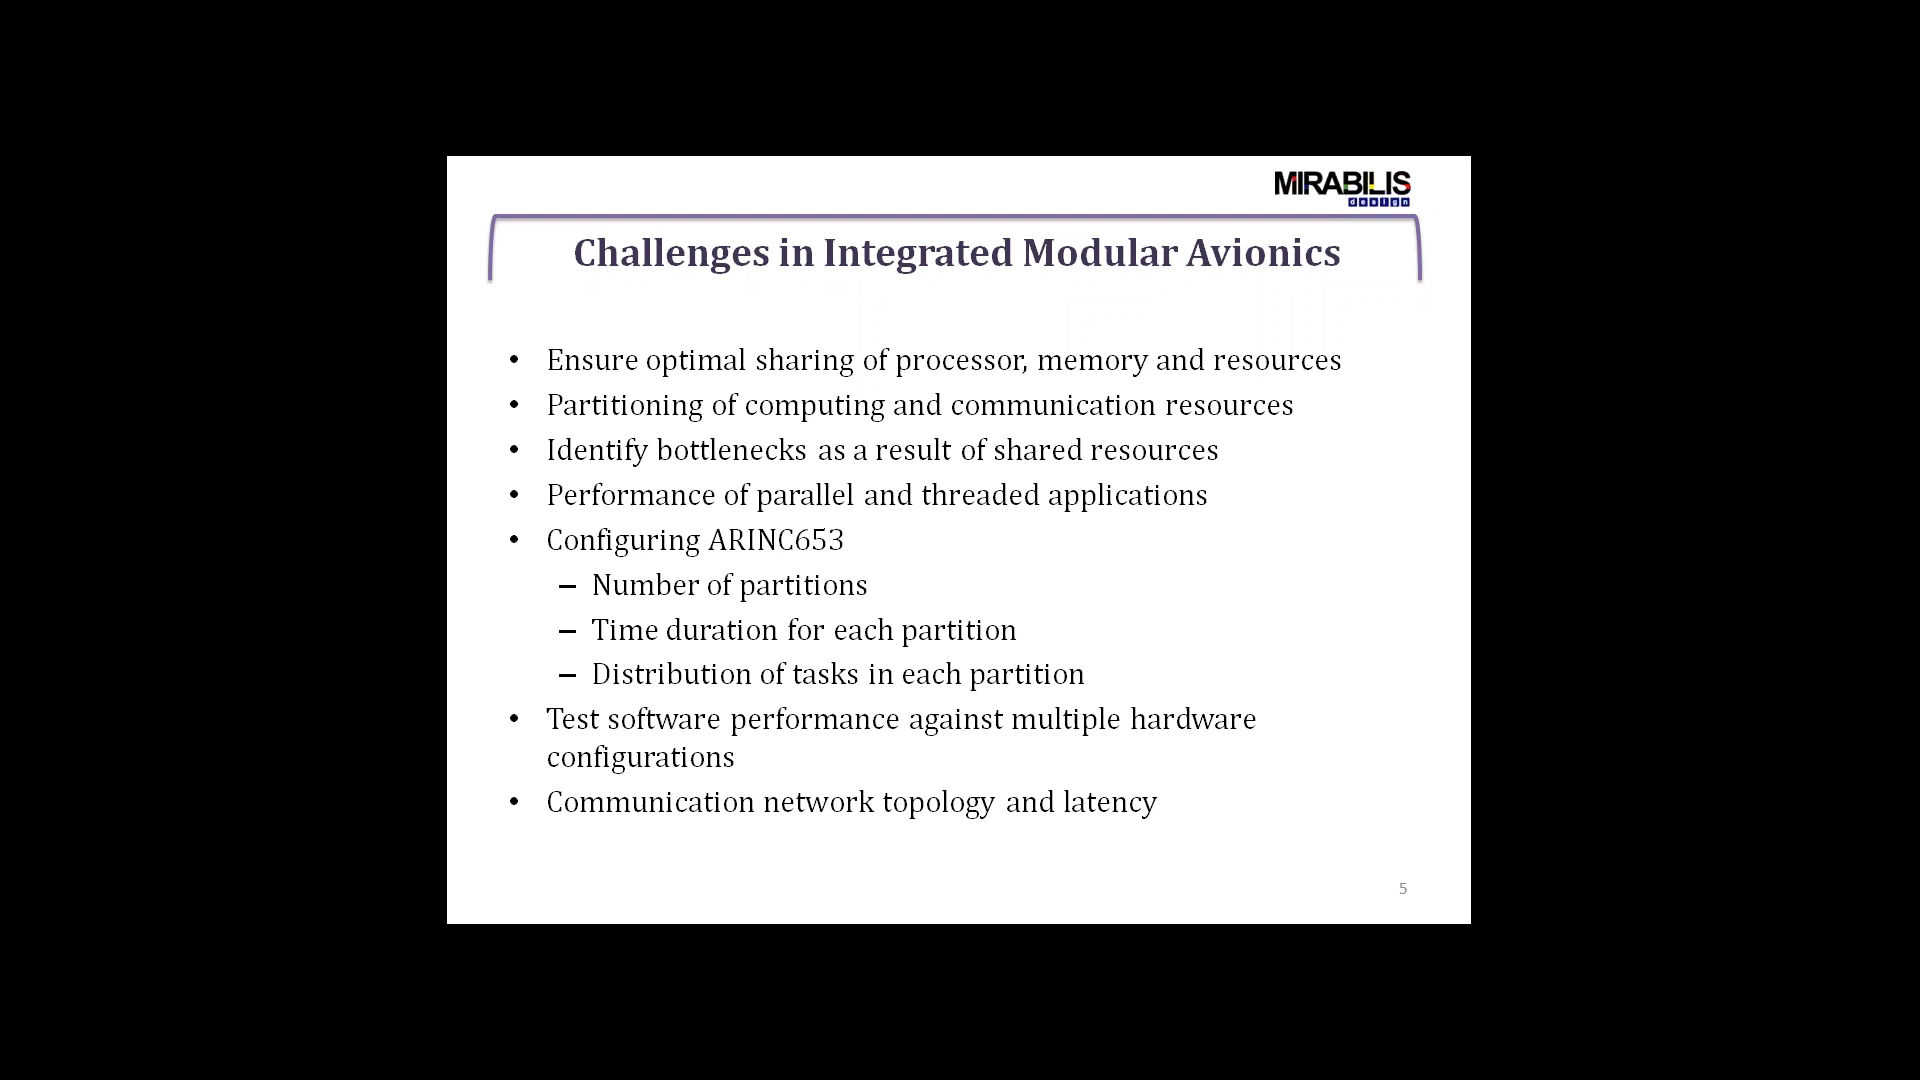 MIRABILIS
design
Challenges in Integrated Modular Avionics
• Ensure optimal sharing of processor, memory and resources
• Partitioning of computing and communication resources
• Identify bottlenecks as a result of shared resources
• Performance of parallel and threaded applications
• Configuring ARINC653
– Number of partitions
– Time duration for each partition
– Distribution of tasks in each partition
• Test software performance against multiple hardware
configurations
• Communication network topology and latency
5